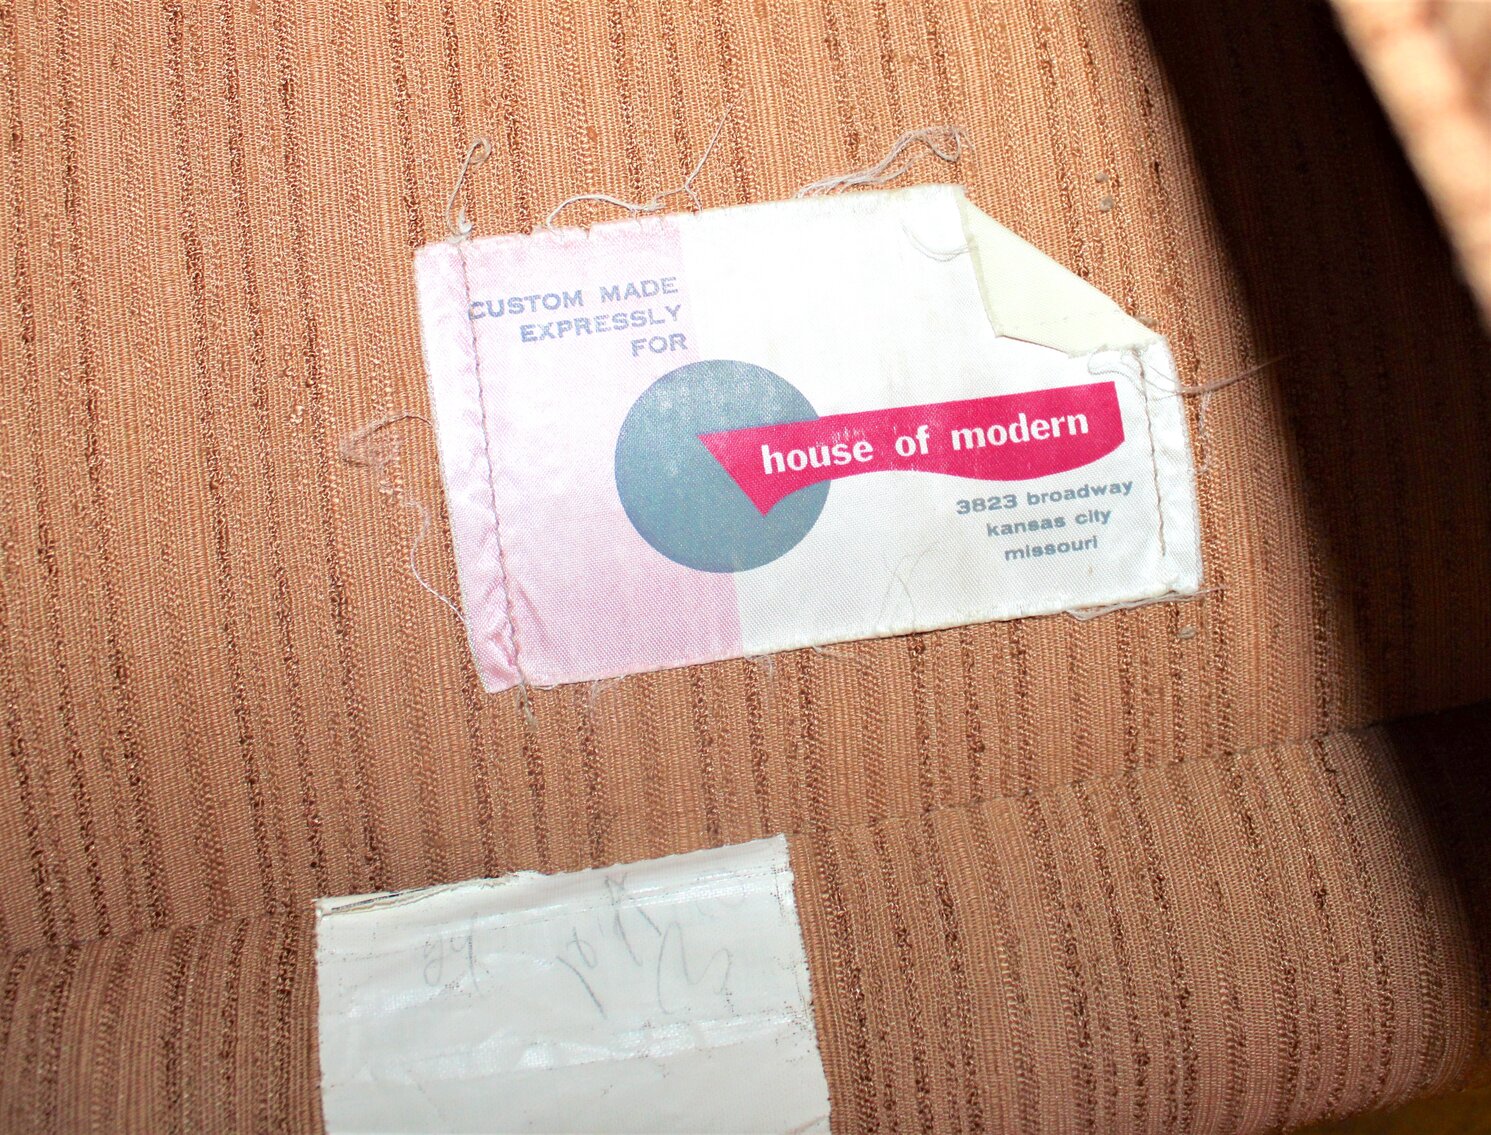 CUSTOM MADE
EXPRESSLY
FOR
house of modern
3823 broadway
kansas city
missouri